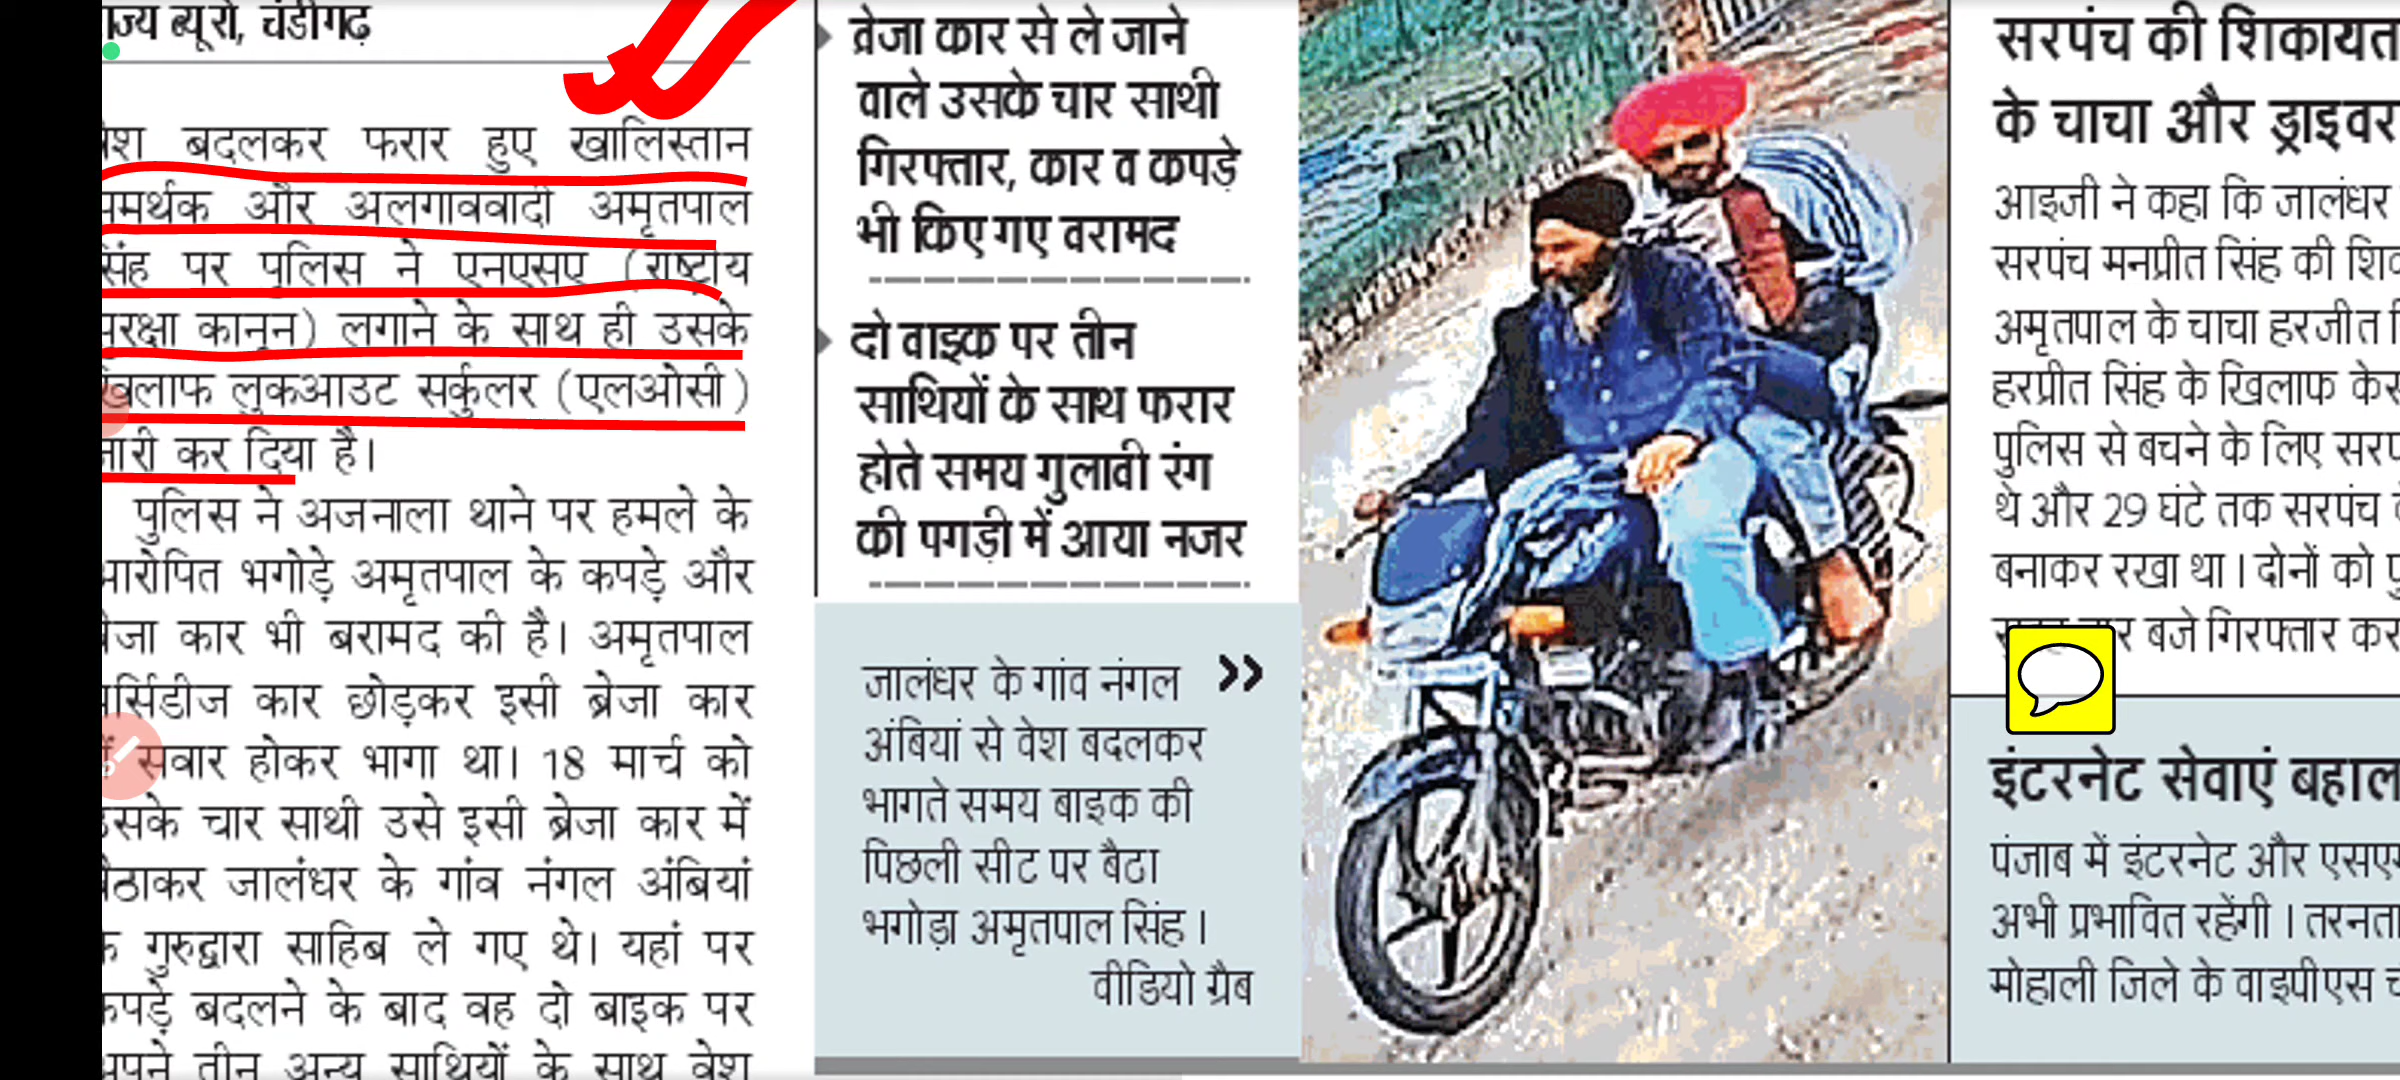 राज्य ब्यूरो, चंडीगढ़
वेश बदलकर फरार हुए खालिस्तान
समर्थक और अलगाववादी अमृतपाल
सिंह पर पुलिस ने एनएसए (राष्ट्रीय
सुरक्षा कानून) लगाने के साथ ही उसके
खिलाफ लुकआउट सर्कुलर (एलओसी)
जारी कर दिया है।
पुलिस ने अजनाला थाने पर हमले के
आरोपित भगोड़े अमृतपाल के कपड़े और
ब्रेजा कार भी बरामद की है। अमृतपाल
मर्सिडीज कार छोड़कर इसी ब्रेजा कार
में सवार होकर भागा था। 18 मार्च को
उसके चार साथी उसे इसी ब्रेजा कार में
बैठाकर जालंधर के गांव नंगल अंबियां
के गुरुद्वारा साहिब ले गए थे। यहां पर
कपड़े बदलने के बाद वह दो बाइक पर
अपने तीन अन्य साथियों के साथ वेश
ब्रेजा कार से ले जाने
वाले उसके चार साथी
गिरफ्तार, कार व कपड़े
भी किए गए बरामद
दो बाइक पर तीन
साथियों के साथ फरार
होते समय गुलाबी रंग
की पगड़ी में आया नजर
जालंधर के गांव नंगल »
अंबियां से वेश बदलकर
भागते समय बाइक की
पिछली सीट पर बैठा
भगोड़ा अमृतपाल सिंह।
वीडियो ग्रैब
सरपंच की शिकायत
के चाचा और ड्राइवर
आइजी ने कहा कि जालंधर
सरपंच मनप्रीत सिंह की
अमृतपाल के चाचा हरजीत
हरप्रीत सिंह के खिलाफ केस
पुलिस से बचने के लिए
थे और 29 घंटे तक सरपंच
बनाकर रखा था। दोनों को
बजे गिरफ्तार कर
इंटरनेट सेवाएं बहाल
पंजाब में इंटरनेट और
अभी प्रभावित रहेंगी।
मोहाली जिले के वाइपीएस